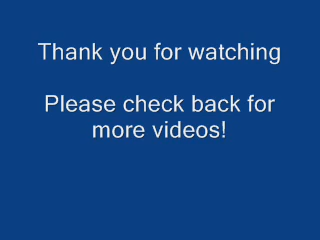 Thank you for watching
Please check back for
more videos!